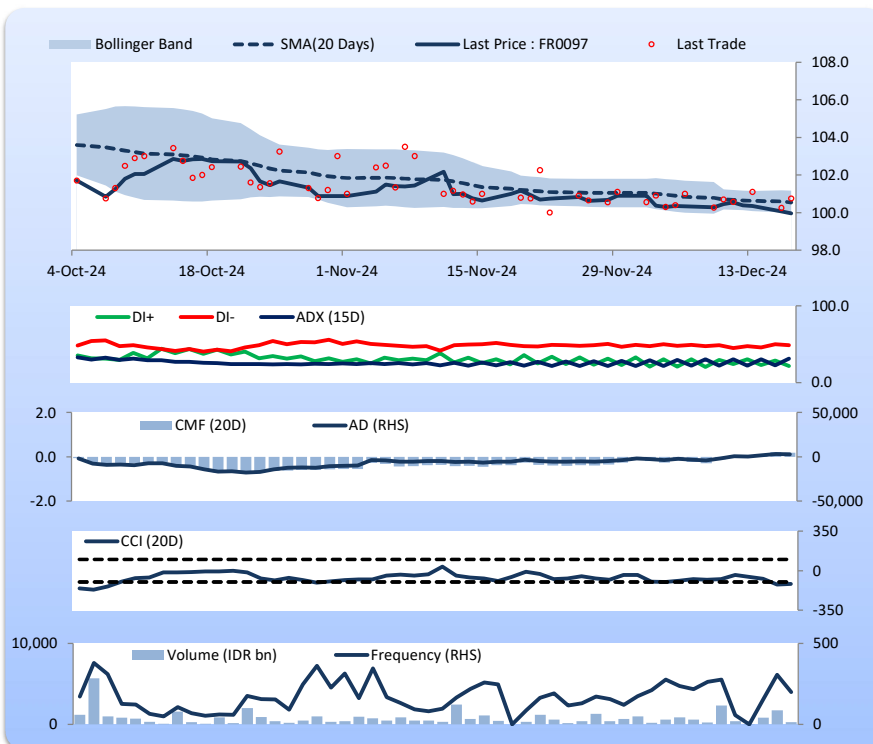 Bollinger Band SMA(20 Days) Last Price : FR0097 Last Trade
108.0
106.0
104.0
102.0
100.0
98.0
4-Oct-24 18-Oct-24 1-Nov-24 15-Nov-24 29-Nov-24 13-Dec-24
DI+ DI- ADX (15D)
100.0
0.0
2.0 CMF (20D) AD (RHS) 50,000
0.0 0
-2.0 -50,000
CCI (20D) 350
0
-350
10,000 Volume (IDR bn) Frequency (RHS) 500
0 0